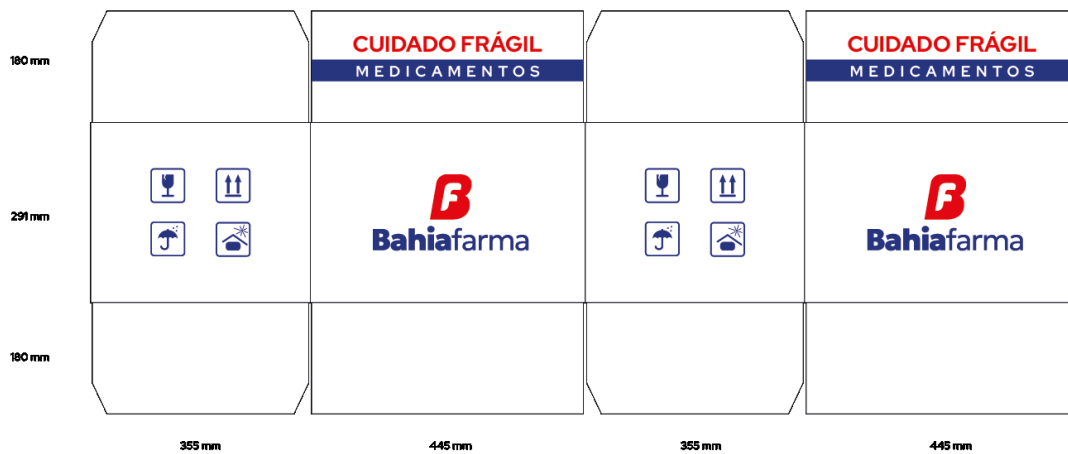 180 mm
CUIDADO FRÁGIL
MEDICAMENTOS
CUIDADO FRÁGIL
MEDICAMENTOS
291 mm
Bahiafarma
Bahiafarma
180 mm
355 mm
445 mm
355 mm
445 mm